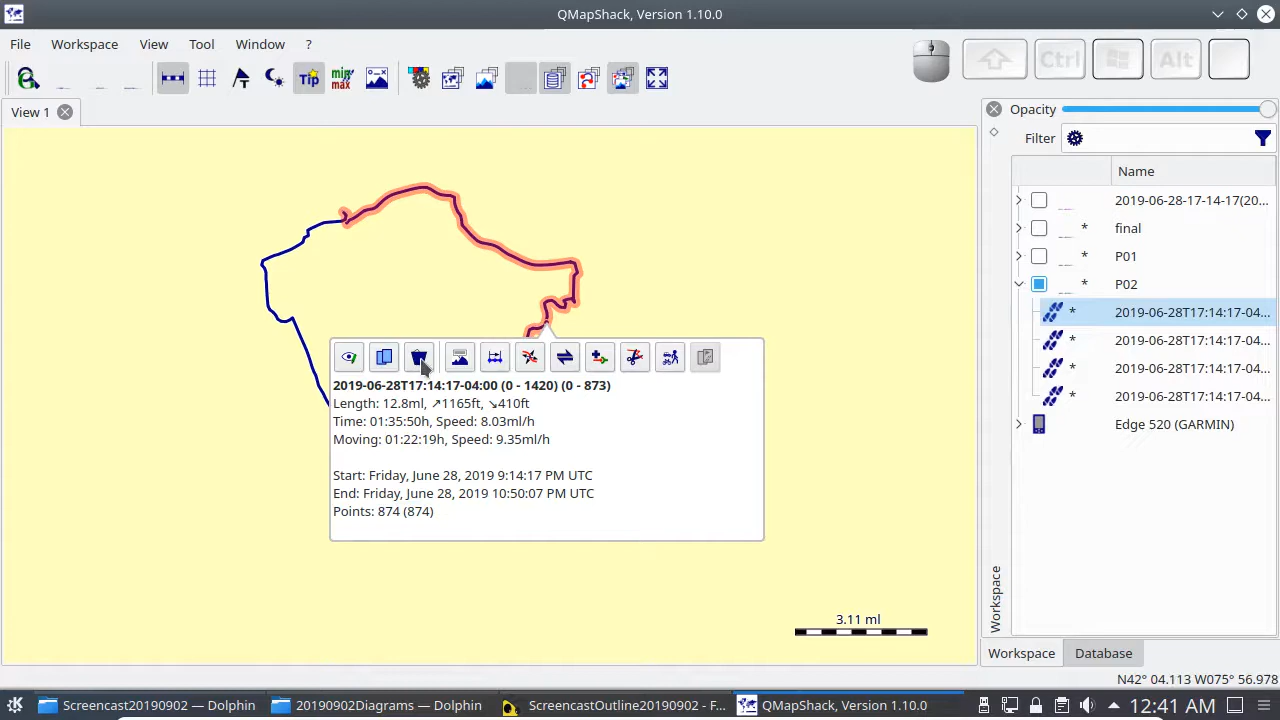 QMapShack, Version 1.10.0
File Workspace View Tool Window ?
Ctrl Alt
Tip min max
View 1
Opacity
Filter
Name
2019-06-28-17-14-17(20...
* final
* P01
* P02
* 2019-06-28T17:14:17-04...
* 2019-06-28T17:14:17-04...
* 2019-06-28T17:14:17-04...
* 2019-06-28T17:14:17-04...
Edge 520 (GARMIN)
2019-06-28T17:14:17-04:00 (0 - 1420) (0 - 873)
Length: 12.8ml, ↗1165ft, ↘410ft
Time: 01:35:50h, Speed: 8.03ml/h
Moving: 01:22:19h, Speed: 9.35ml/h
Start: Friday, June 28, 2019 9:14:17 PM UTC
End: Friday, June 28, 2019 10:50:07 PM UTC
Points: 874 (874)
3.11 ml
Workspace
Workspace Database
N42° 04.113 W075° 56.978
Screencast20190902 — Dolphin
20190902Diagrams — Dolphin
ScreencastOutline20190902 - F...
QMapShack, Version 1.10.0
12:41 AM